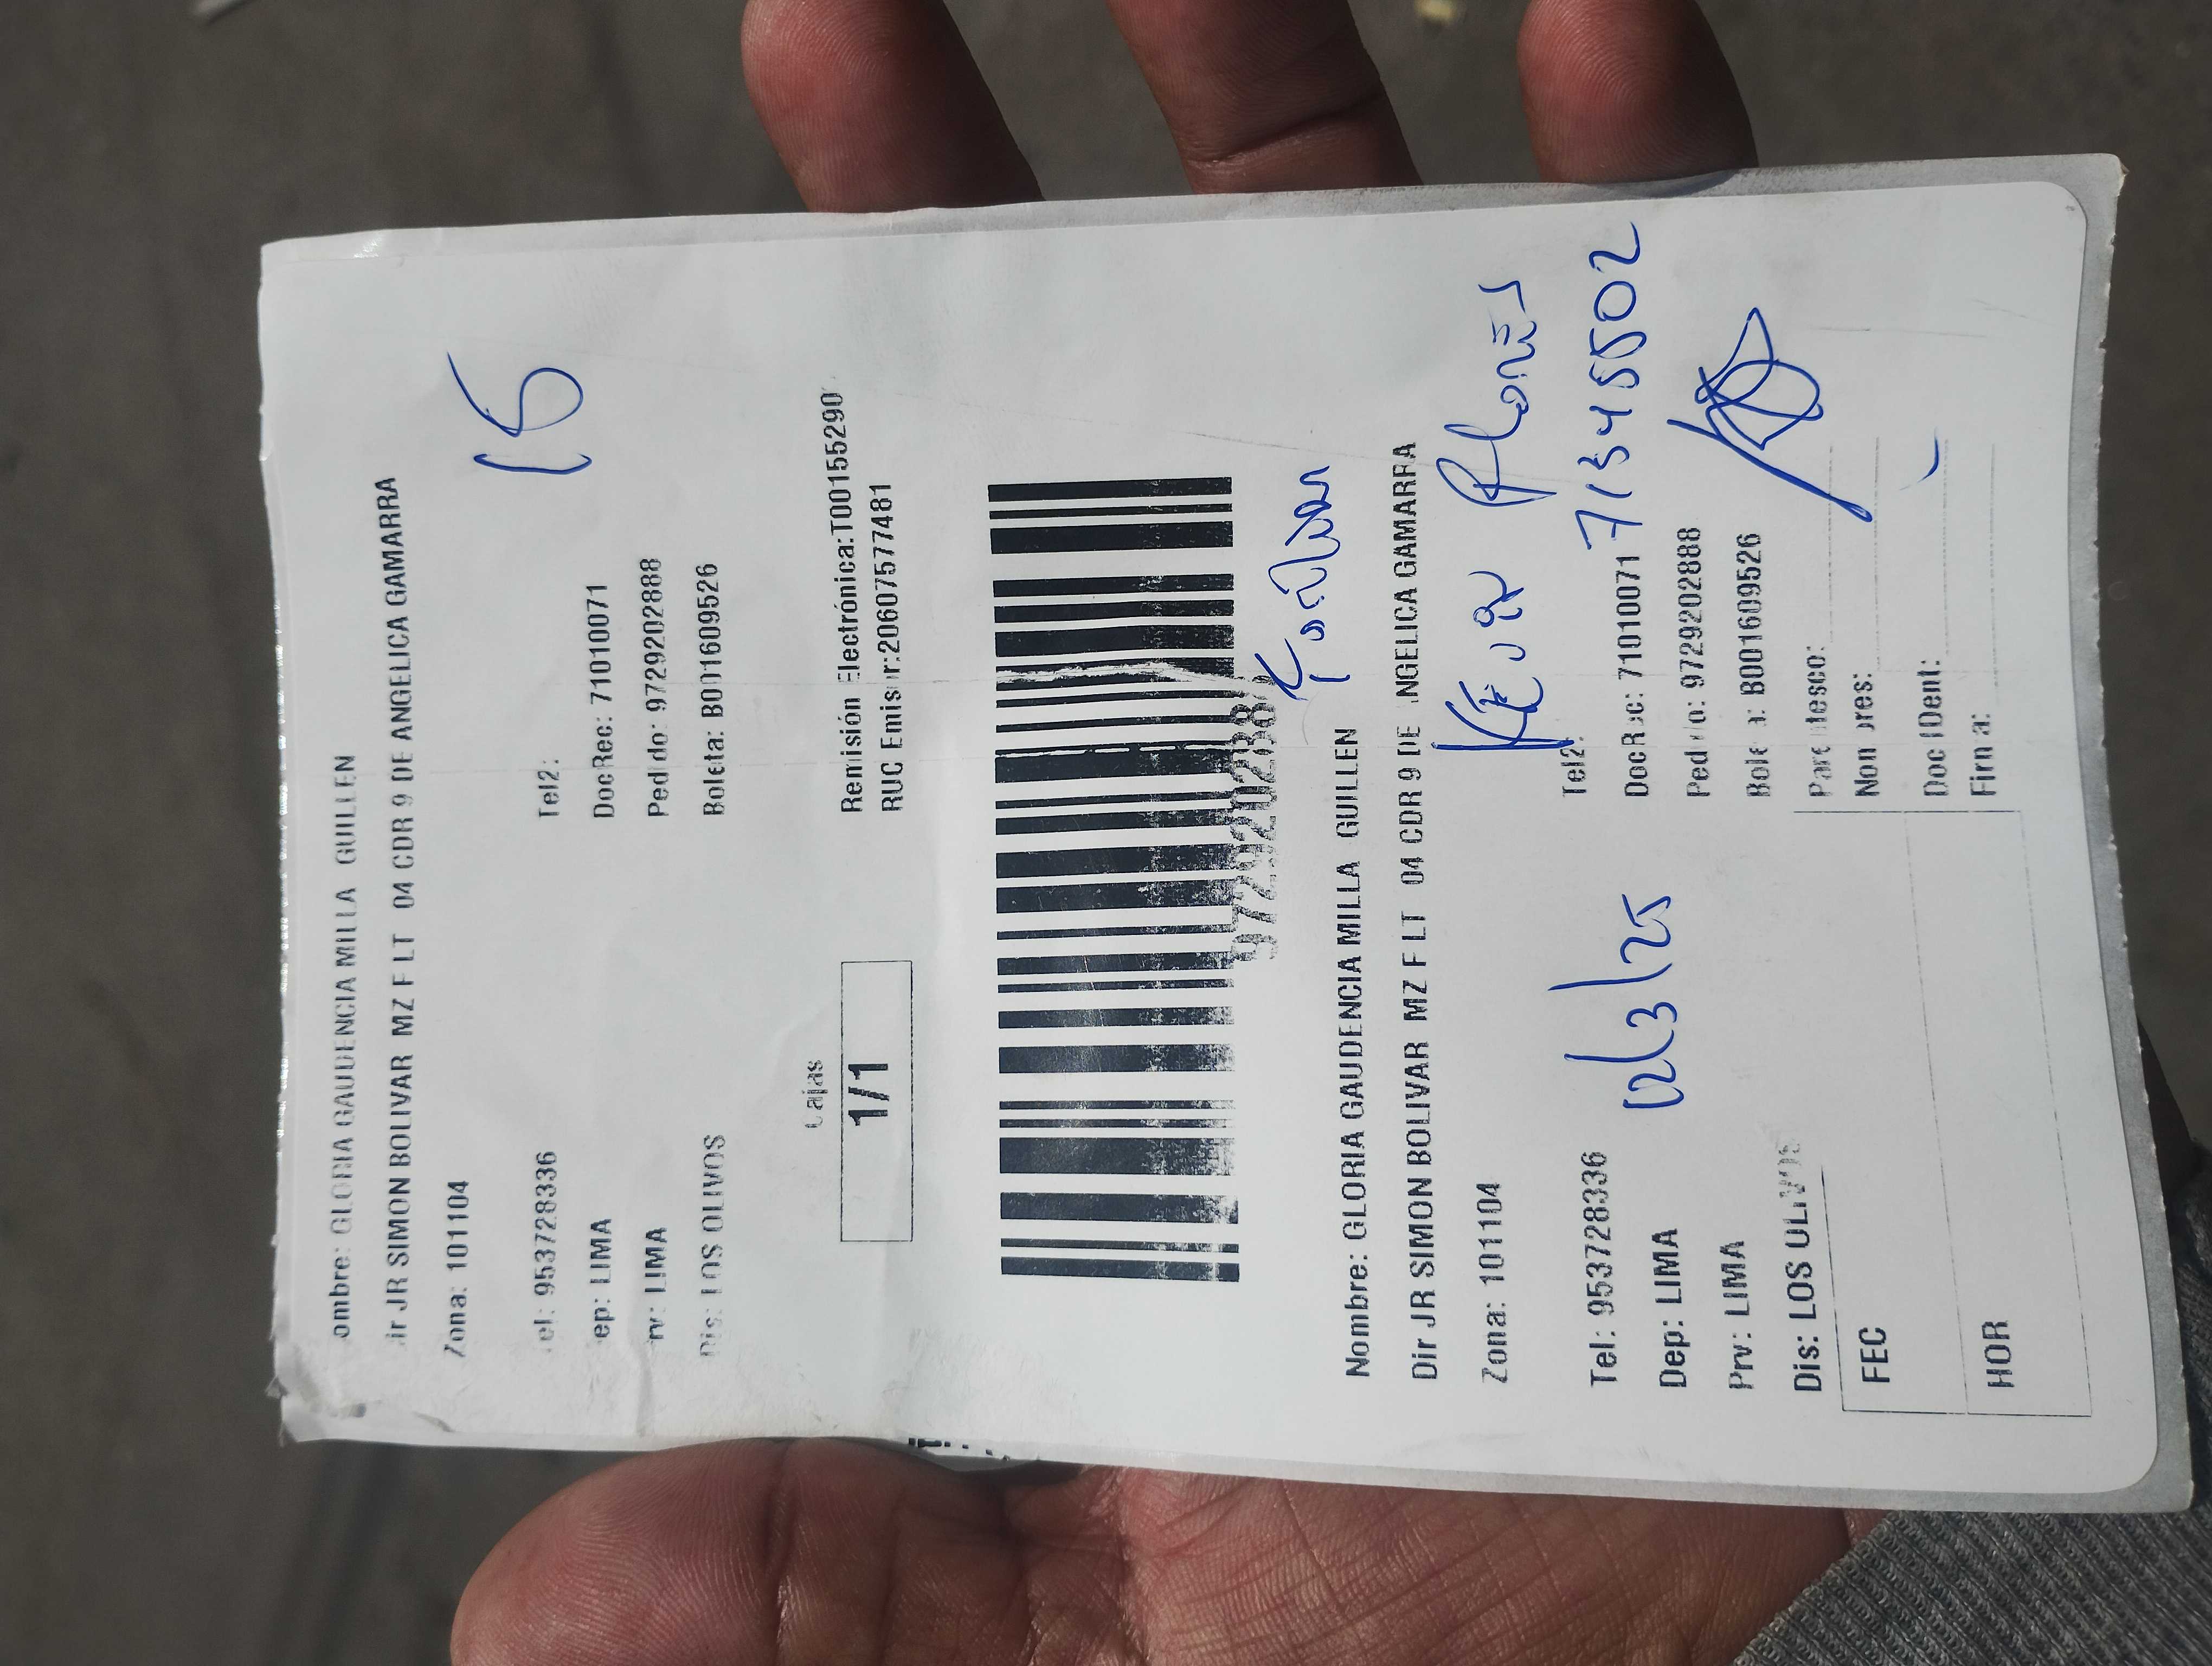 ombre: GLORIA GAUDENCIA MILLA GUILLEN
ir JR SIMON BOLIVAR MZ F LT 04 CDR 9 DE ANGELICA GAMARRA
Zona: 101104
15
el: 953728336 Tel2:
ep: LIMA DocRec: 71010071
rv: LIMA Pedido: 9729202888
Dis: LOS OLIVOS Boleta: B001609526
Cajas
1/1
Remisión Electrónica:T00155290
RUC Emisor:20607577481
Nombre: GLORIA GAUDENCIA MILLA GUILLEN
Dir JR SIMON BOLIVAR MZ F LT 04 CDR 9 DE ANGELICA GAMARRA
Zona: 101104
Flores
Tel: 953728336 Tel2:
Dep: LIMA DocRec: 71010071 71345502
Prv: LIMA Pedido: 9729202888
Dis: LOS OLIVOS Boleta: B001609526
Parentesco:
FEC Nombres:
Doc IDent:
HOR Firma: